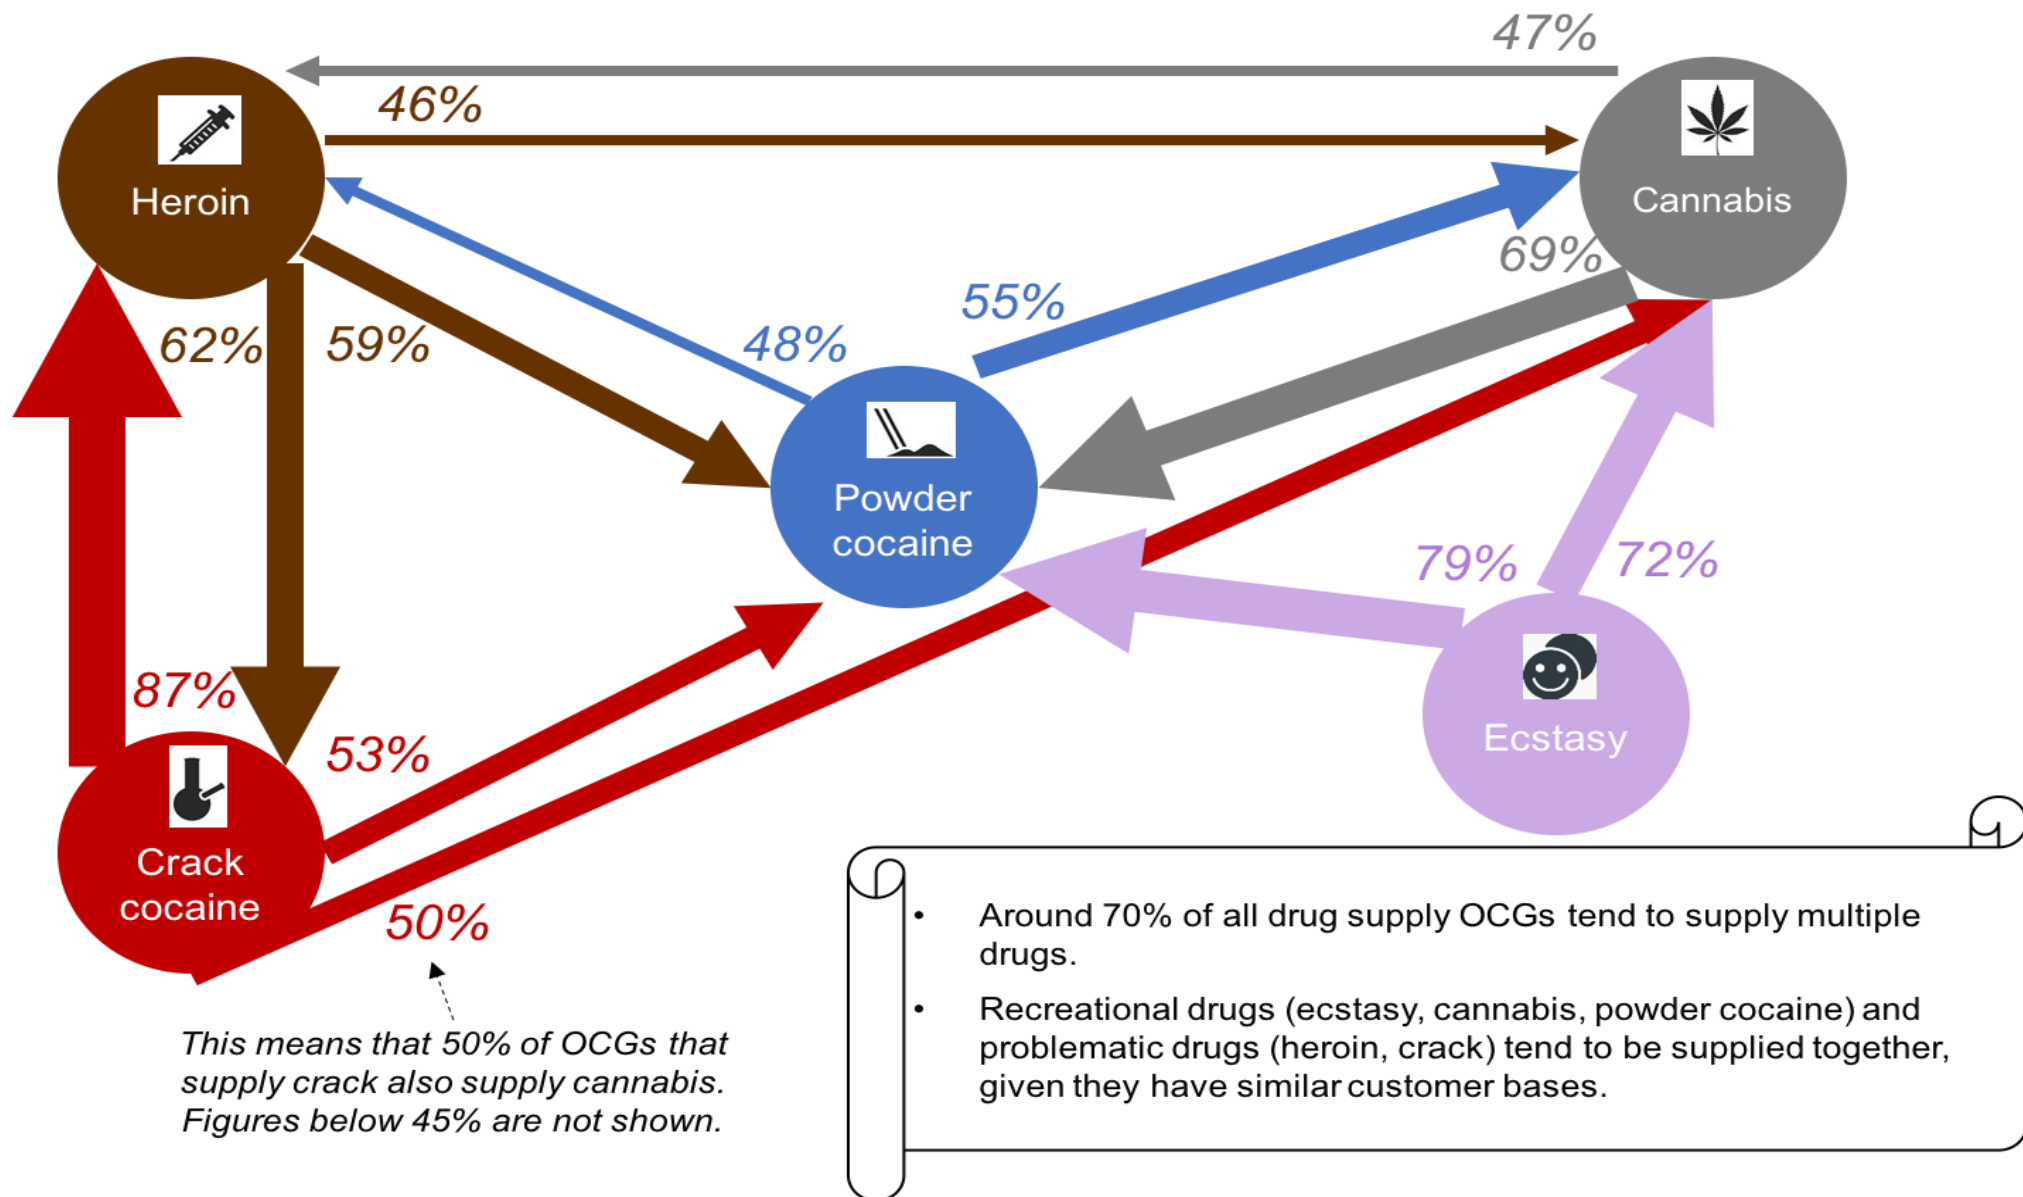 47%
46%
Heroin
Cannabis
69%
55%
48%
62%
59%
Powder
cocaine
79%
72%
87%
53%
Ecstasy
Crack
cocaine
50%
This means that 50% of OCGs that
supply crack also supply cannabis.
Figures below 45% are not shown.
• Around 70% of all drug supply OCGs tend to supply multiple
drugs.
• Recreational drugs (ecstasy, cannabis, powder cocaine) and
problematic drugs (heroin, crack) tend to be supplied together,
given they have similar customer bases.